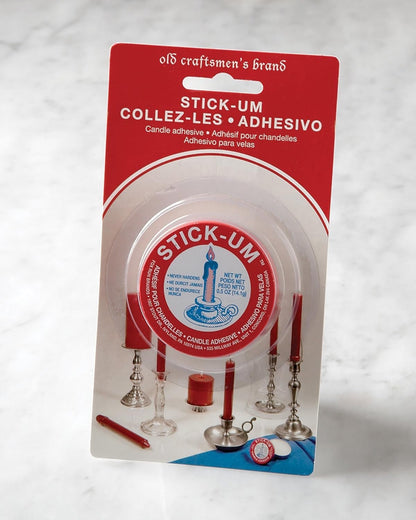 old craftsmen's brand
STICK-UM
COLLEZ-LES • ADHESIVO
Candle adhesive • Adhésif pour chandelles
Adhesivo para velas
STICK-UM™
• NEVER HARDENS
• NE DURCIT JAMAIS
• NO SE ENDURECE
NUNCA
NET WT
POIDS NET
PESO NETO
0.5 OZ (14.1g)
ADHÉSIF POUR CHANDELLES • CANDLE ADHESIVE • ADHESIVO PARA VELAS
STICK-UM